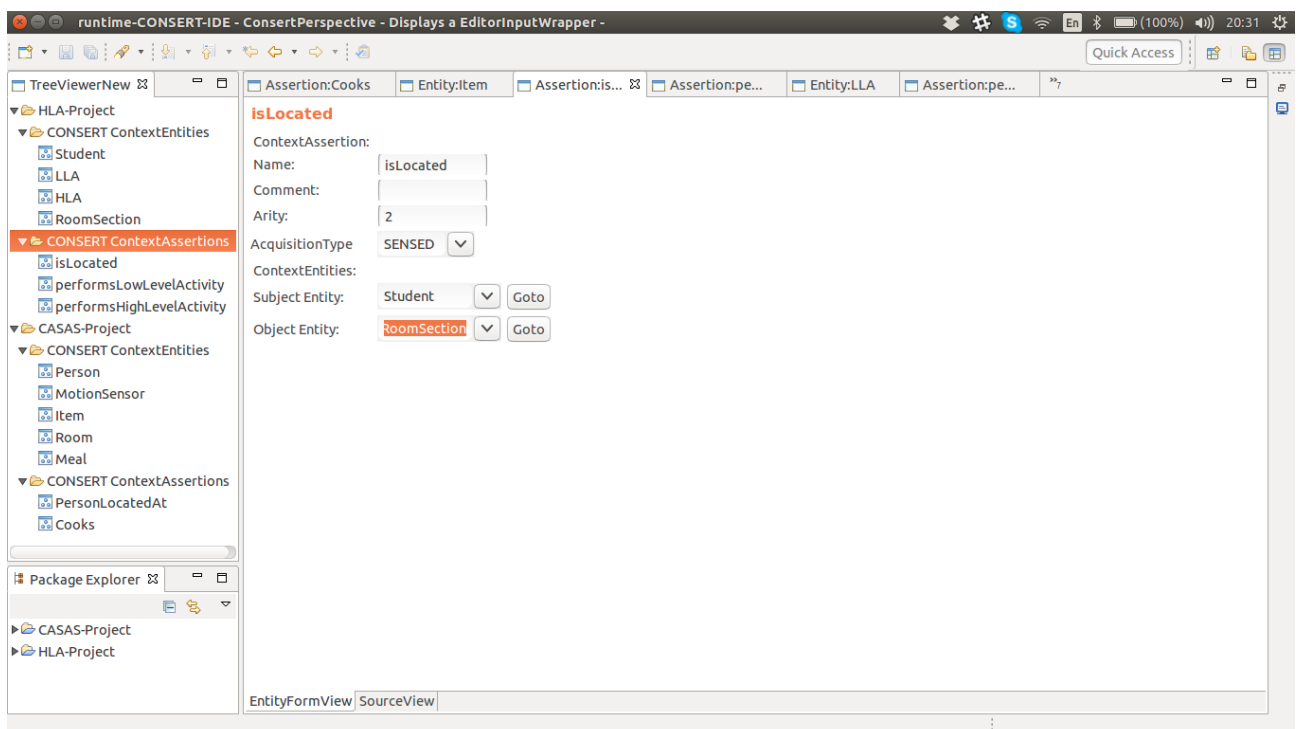 runtime-CONSERT-IDE - ConsertPerspective - Displays a EditorInputWrapper -
En (100%) 20:31
Quick Access
TreeViewerNew
HLA-Project
CONSERT ContextEntities
Student
LLA
HLA
RoomSection
CONSERT ContextAssertions
isLocated
performsLowLevelActivity
performsHighLevelActivity
CASAS-Project
CONSERT ContextEntities
Person
MotionSensor
Item
Room
Meal
CONSERT ContextAssertions
PersonLocatedAt
Cooks
Package Explorer
CASAS-Project
HLA-Project
Assertion:Cooks
Entity:Item
Assertion:is...
Assertion:pe...
Entity:LLA
Assertion:pe...
»7
isLocated
ContextAssertion:
Name: isLocated
Comment:
Arity: 2
AcquisitionType SENSED
ContextEntities:
Subject Entity: Student Goto
Object Entity: RoomSection Goto
EntityFormView SourceView